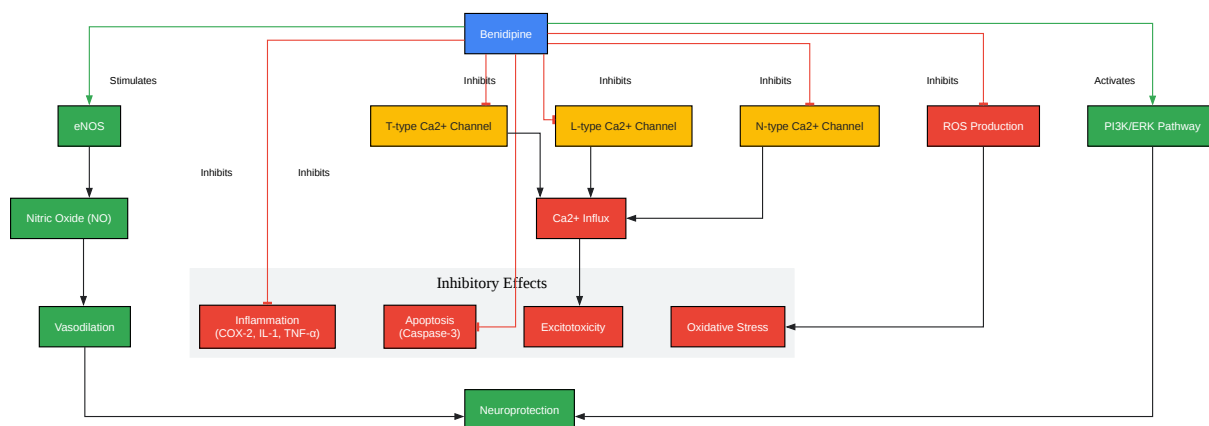 Benidipine
Stimulates
Inhibits
Inhibits
Inhibits
Inhibits
Activates
eNOS
T-type Ca2+ Channel
L-type Ca2+ Channel
N-type Ca2+ Channel
ROS Production
PI3K/ERK Pathway
Inhibits
Inhibits
Nitric Oxide (NO)
Ca2+ Influx
Inhibitory Effects
Vasodilation
Inflammation
(COX-2, IL-1, TNF-α)
Apoptosis
(Caspase-3)
Excitotoxicity
Oxidative Stress
Neuroprotection